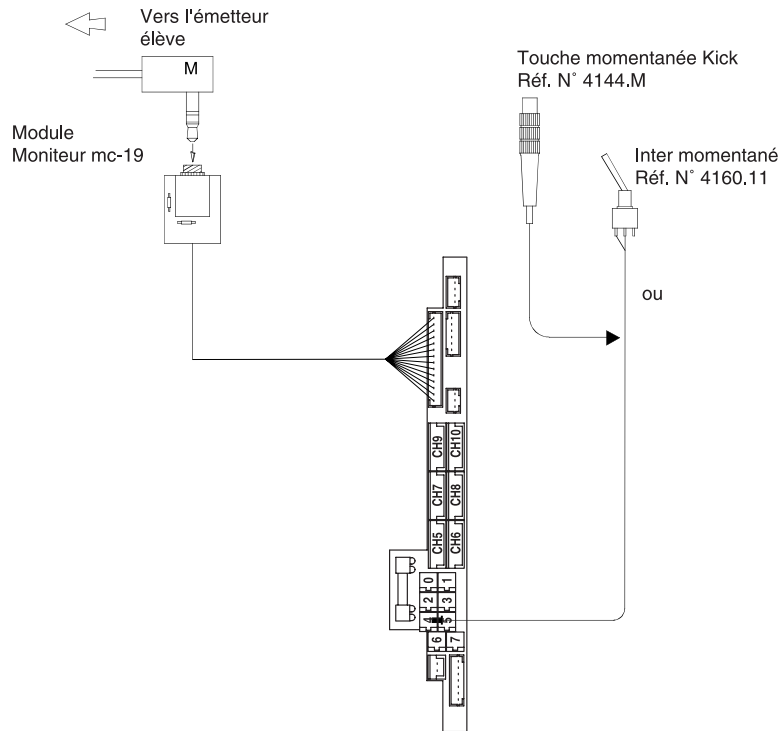 Vers l'émetteur
élève
M
Touche momentanée Kick
Réf. N° 4144.M
Module
Moniteur mc-19
Inter momentané
Réf. N° 4160.11
ou
CH9 CH10
CH7 CH8
CH5 CH6
0 1
2 3
4 5
6 7